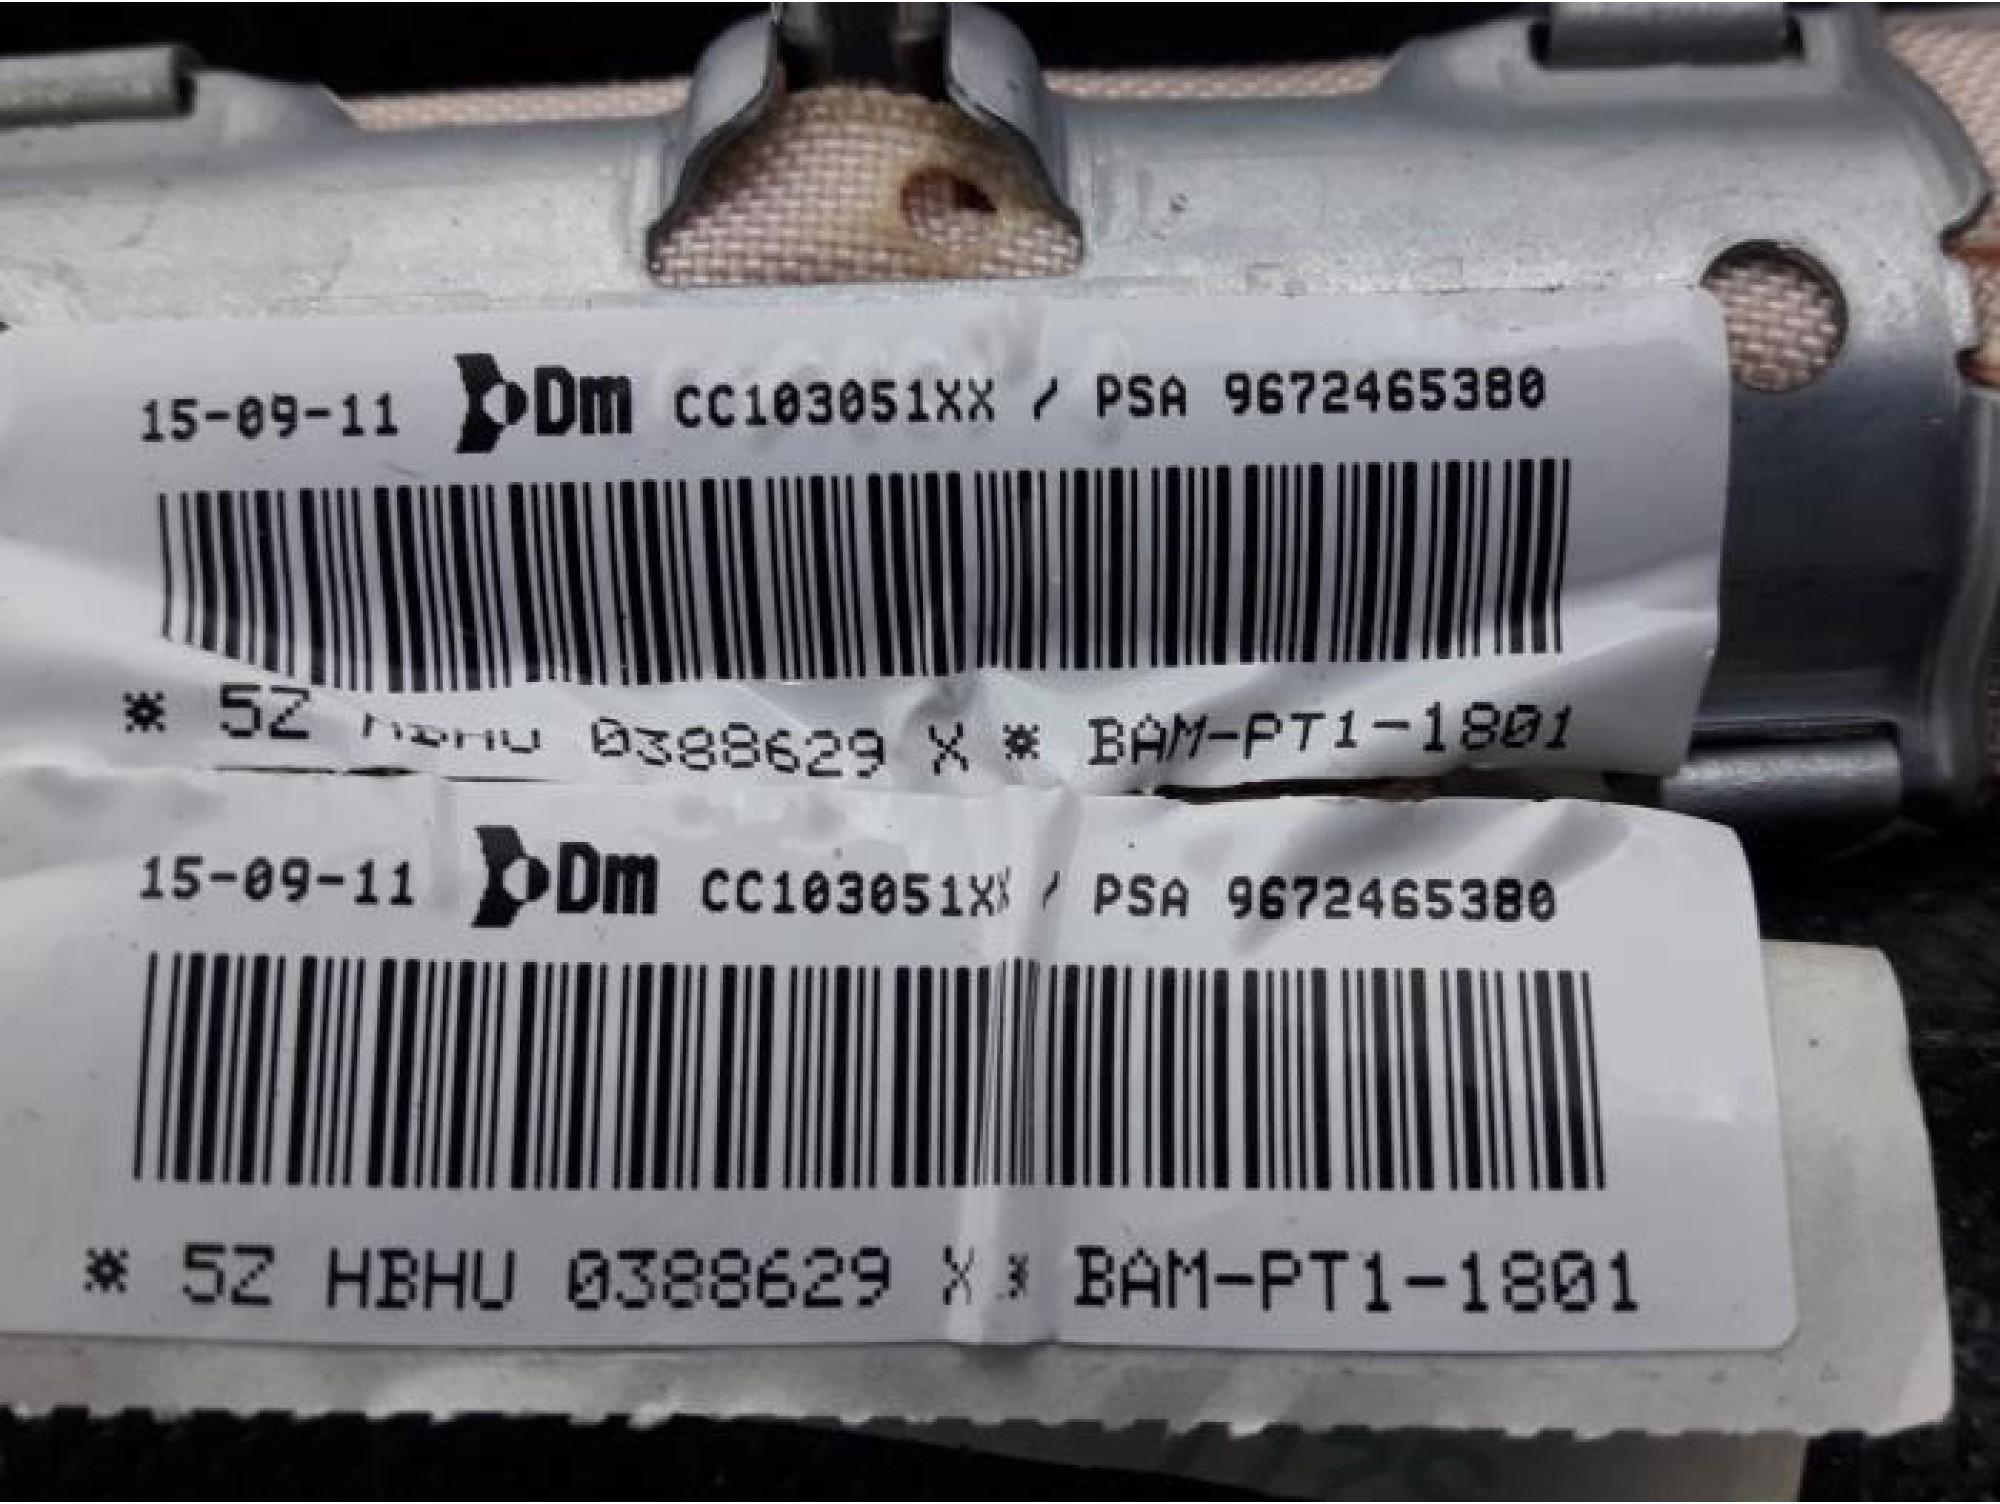 15-09-11 Dm CC103051XX / PSA 9672465380
* 5Z HBHU 0388629 X * BAM-PT1-1801
15-09-11 Dm CC103051XX / PSA 9672465380
* 5Z HBHU 0388629 X * BAM-PT1-1801